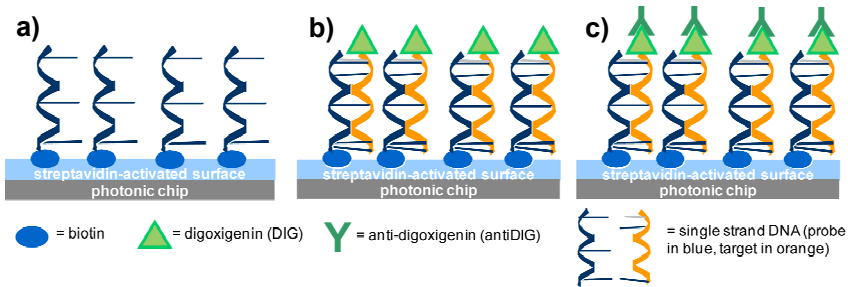 a)
b)
c)
streptavidin-activated surface
photonic chip
streptavidin-activated surface
photonic chip
streptavidin-activated surface
photonic chip
= biotin
= digoxigenin (DIG)
= anti-digoxigenin (antiDIG)
= single strand DNA (probe
in blue, target in orange)